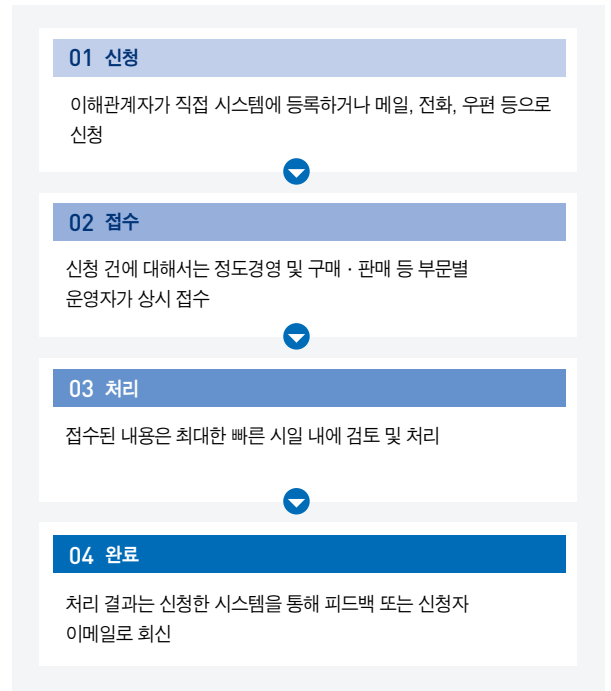 01 신청
이해관계자가 직접 시스템에 등록하거나 메일, 전화, 우편 등으로
신청
02 접수
신청 건에 대해서는 정도경영 및 구매 · 판매 등 부문별
운영자가 상시 접수
03 처리
접수된 내용은 최대한 빠른 시일 내에 검토 및 처리
04 완료
처리 결과는 신청한 시스템을 통해 피드백 또는 신청자
이메일로 회신